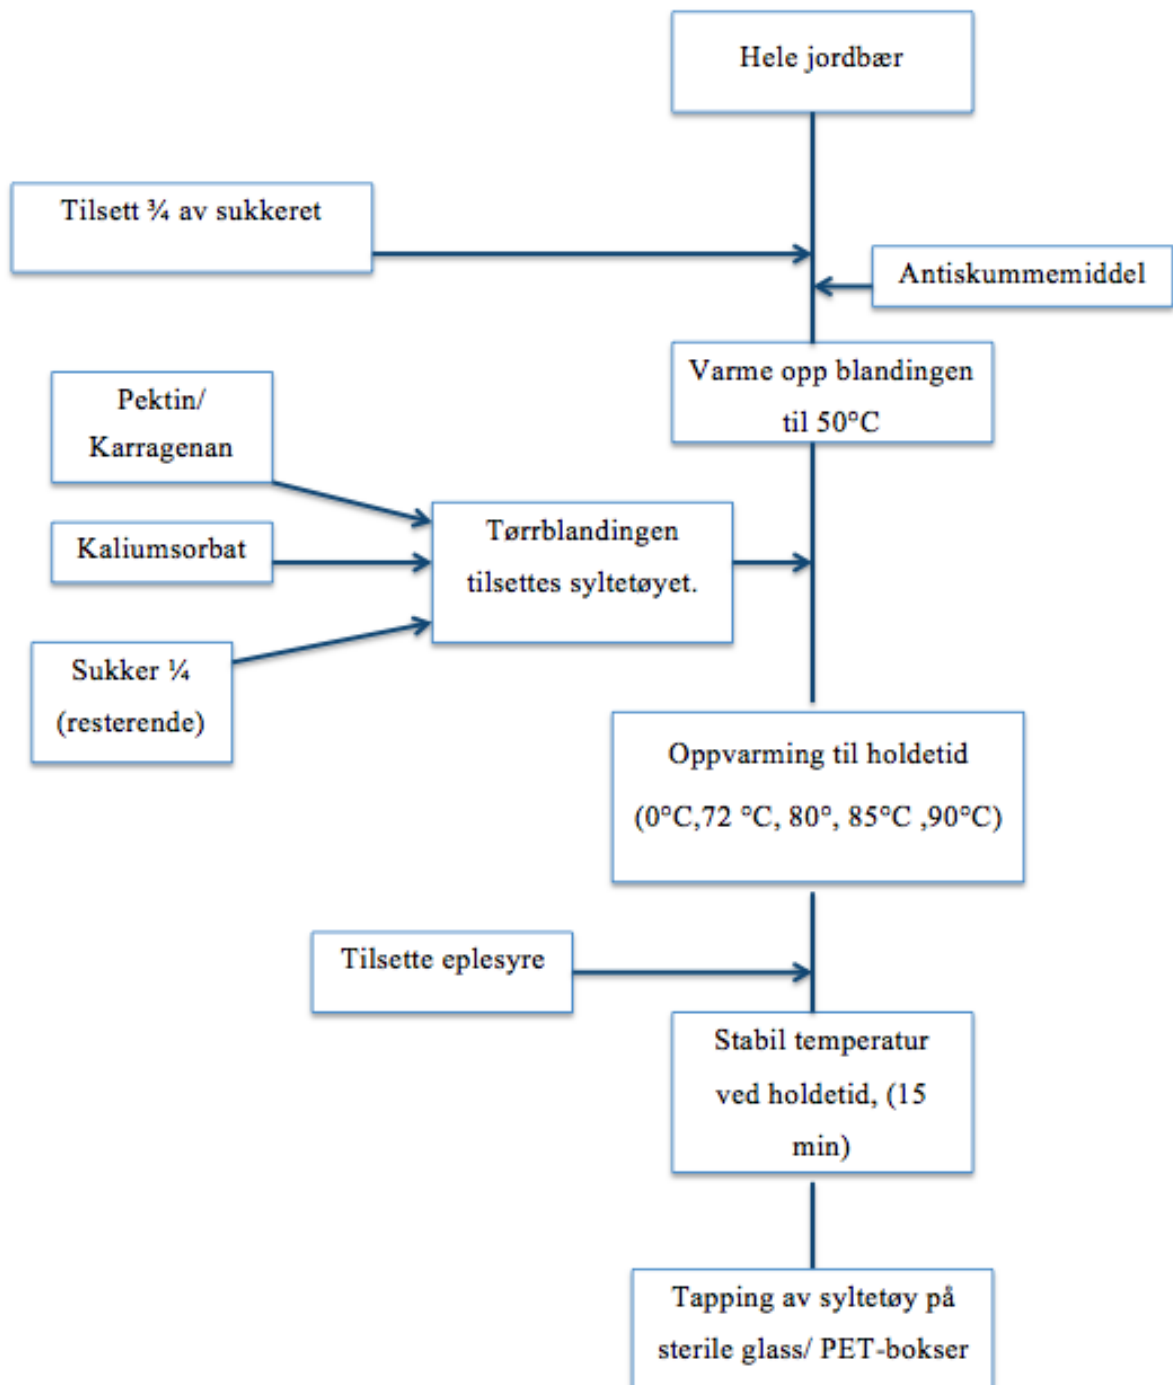 Hele jordbær
Tilsett ¾ av sukkeret
Antiskummemiddel
Varme opp blandingen
til 50°C
Pektin/
Karragenan
Kaliumsorbat
Sukker ¼
(resterende)
Tørrblandingen
tilsettes syltetøyet.
Oppvarming til holdetid
(0°C,72 °C, 80°, 85°C ,90°C)
Tilsette eplesyre
Stabil temperatur
ved holdetid, (15
min)
Tapping av syltetøy på
sterile glass/ PET-bokser